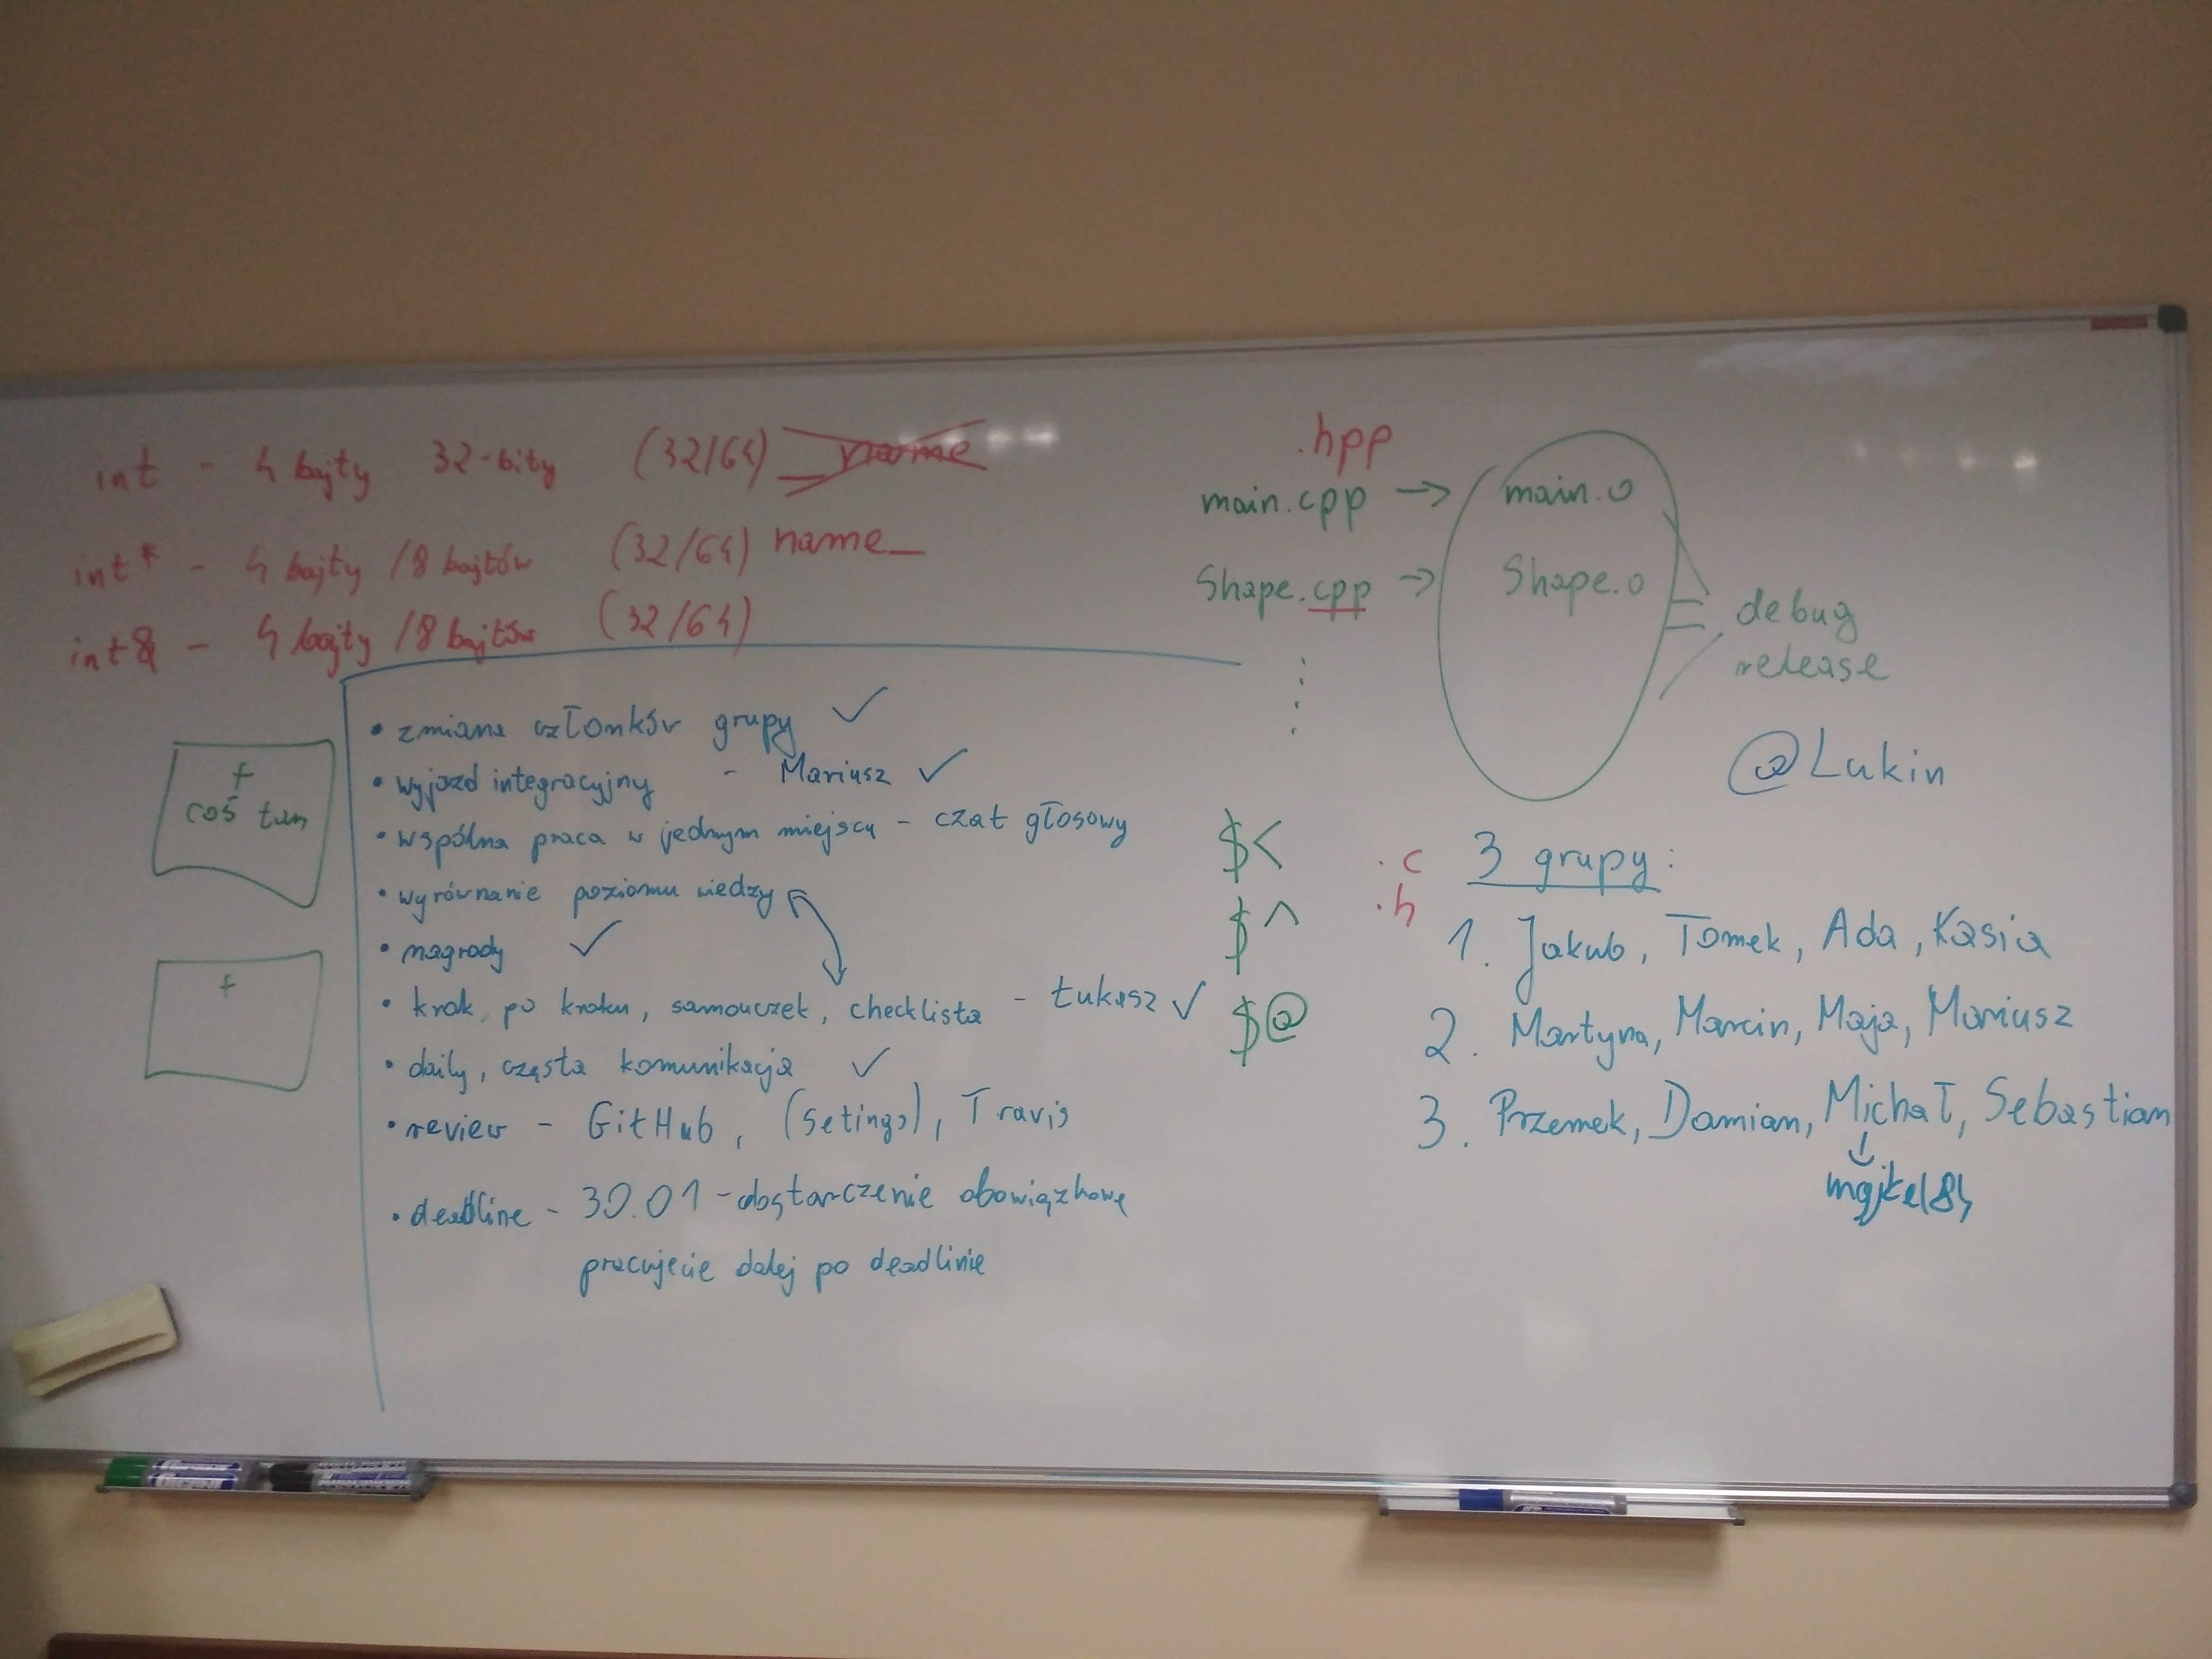 int - 4 bajty 32-bity (32/64) _name
int* - 4 bajty /8 bajtów (32/64) name_
int& - 4 bajty /8 bajtów (32/64)
f
coś tam
f
• zmiana członków grupy ✓
• wyjazd integracyjny - Mariusz ✓
• wspólna praca w jednym miejscu - czat głosowy
• wyrównanie poziomu wiedzy
• nagrody ✓
• krok po kroku, samouczek, checklista - Łukasz ✓
• daily, częsta komunikacja ✓
• review - GitHub, (Setings), Travis
• deadline - 30.01 - dostarczenie obowiązkowe
pracujecie dalej po deadlinie
.hpp
main.cpp -> main.o
Shape.cpp -> Shape.o
debug
release
@Lukin
$<
$^
$@
.c
.h
3 grupy:
1. Jakub, Tomek, Ada, Kasia
2. Martyna, Marcin, Maja, Mariusz
3. Przemek, Damian, Michał, Sebastian